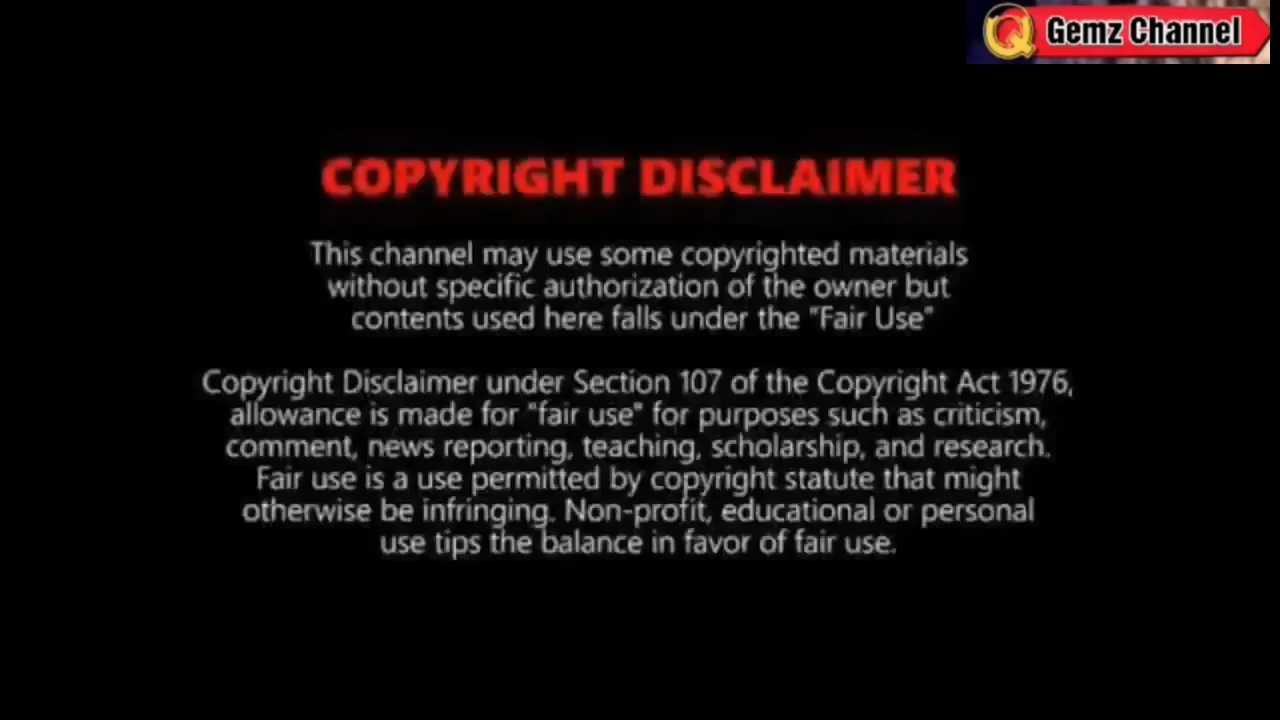 Gemz Channel
COPYRIGHT DISCLAIMER
This channel may use some copyrighted materials
without specific authorization of the owner but
contents used here falls under the "Fair Use"
Copyright Disclaimer under Section 107 of the Copyright Act 1976,
allowance is made for "fair use" for purposes such as criticism,
comment, news reporting, teaching, scholarship, and research.
Fair use is a use permitted by copyright statute that might
otherwise be infringing. Non-profit, educational or personal
use tips the balance in favor of fair use.